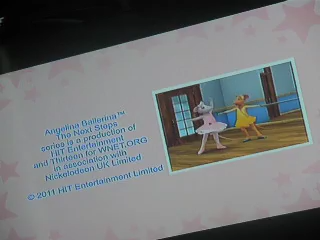 Angelina Ballerina™
The Next Steps
series is a production of
HIT Entertainment
and Thirteen for WNET.ORG
in association with
Nickelodeon UK Limited
© 2011 HIT Entertainment Limited